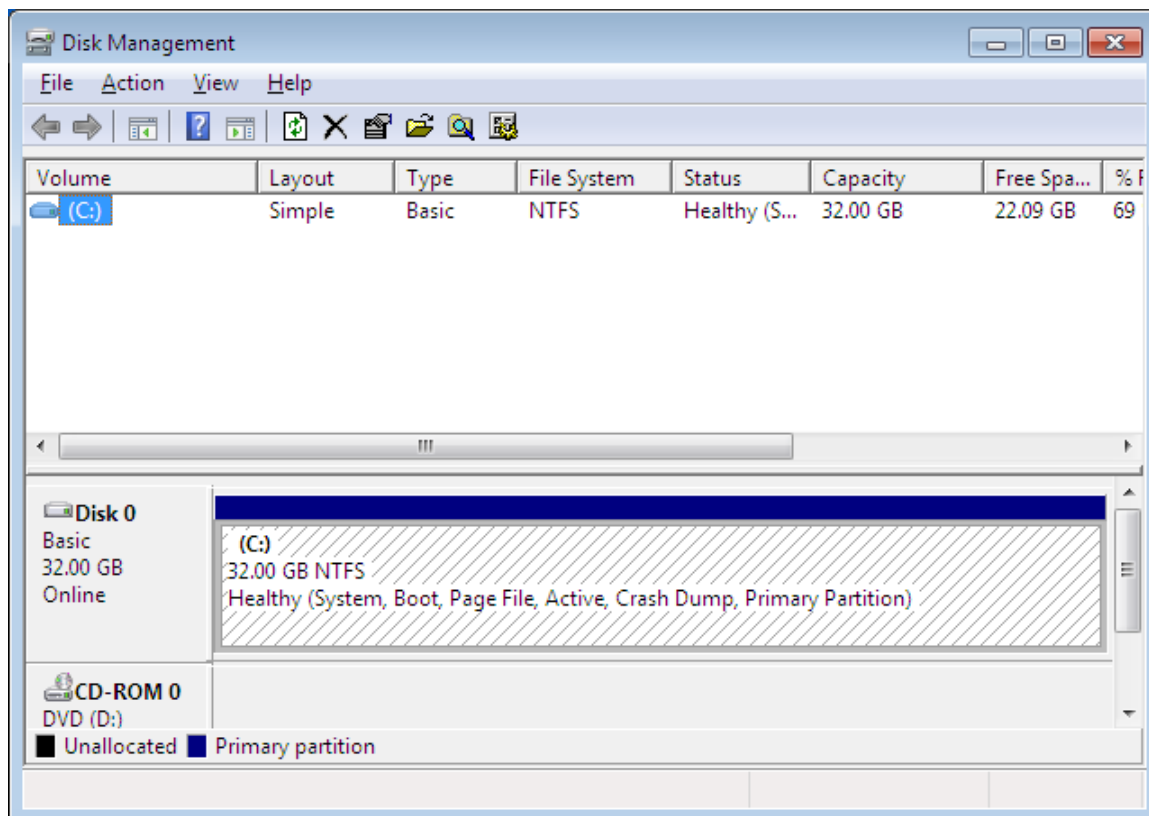 Disk Management
File Action View Help
Volume Layout Type File System Status Capacity Free Spa... %
(C:) Simple Basic NTFS Healthy (S... 32.00 GB 22.09 GB 69
Disk 0
Basic
32.00 GB
Online
(C:)
32.00 GB NTFS
Healthy (System, Boot, Page File, Active, Crash Dump, Primary Partition)
CD-ROM 0
DVD (D:)
Unallocated Primary partition